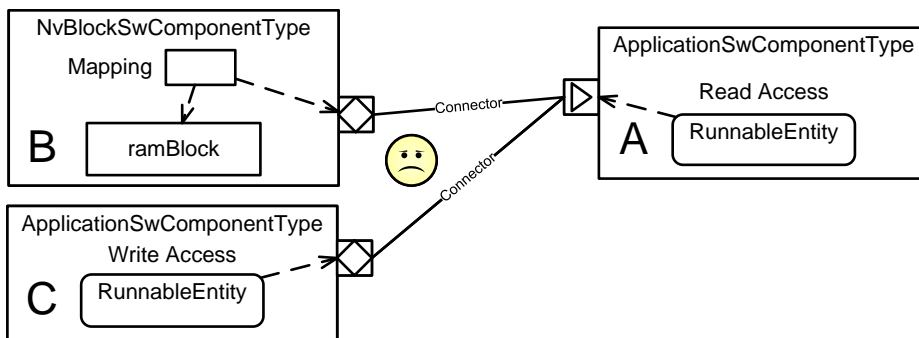 NvBlockSwComponentType
Mapping
ramBlock
B
Connector
ApplicationSwComponentType
Read Access
RunnableEntity
A
Connector
ApplicationSwComponentType
Write Access
RunnableEntity
C